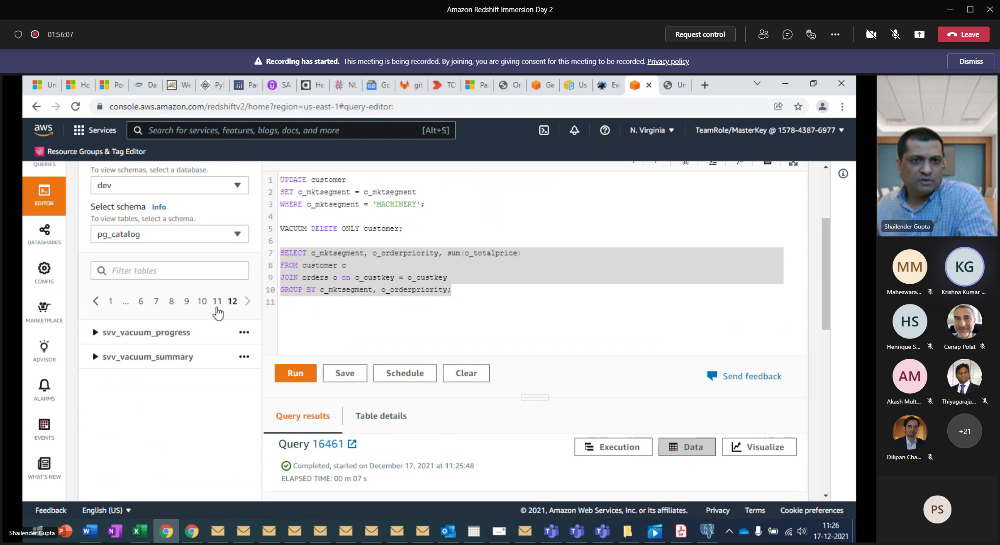 Amazon Redshift Immersion Day 2
01:56:07
Request control
Leave
Recording has started. This meeting is being recorded. By joining, you are giving consent for this meeting to be recorded. Privacy policy
Dismiss
Un
Ho
Po
Da
We
Py
Pa
SA
Ho
NL
Go
git
TO
Pa
Or
Ge
Us
Ev
Un
console.aws.amazon.com/redshiftv2/home?region=us-east-1#query-editor:
aws
Services
Search for services, features, blogs, docs, and more
[Alt+S]
N. Virginia
TeamRole/MasterKey @ 1578-4387-6977
Resource Groups & Tag Editor
QUERIES
EDITOR
DATASHARES
CONFIG
MARKETPLACE
ADVISOR
ALARMS
EVENTS
WHAT'S NEW
To view schemas, select a database.
dev
Select schema Info
To view tables, select a schema.
pg_catalog
Filter tables
1 ... 6 7 8 9 10 11 12
svv_vacuum_progress
svv_vacuum_summary
1 UPDATE customer
2 SET c_mktsegment = c_mktsegment
3 WHERE c_mktsegment = 'MACHINERY';
4
5 VACUUM DELETE ONLY customer;
6
7 SELECT c_mktsegment, o_orderpriority, sum(o_totalprice)
8 FROM customer c
9 JOIN orders o on c_custkey = o_custkey
10 GROUP BY c_mktsegment, o_orderpriority;
11
Run
Save
Schedule
Clear
Send feedback
Query results
Table details
Query 16461
Execution
Data
Visualize
Completed, started on December 17, 2021 at 11:25:48
ELAPSED TIME: 00 m 07 s
Feedback
English (US)
© 2021, Amazon Web Services, Inc. or its affiliates.
Privacy
Terms
Cookie preferences
Shailender Gupta
11:26
17-12-2021
Shailender Gupta
MM
KG
Maheswara...
Krishna Kumar ...
HS
Henrique S...
Cenap Polat
AM
Akash Mult...
Thiyagaraja...
+21
Dilipan Cha...
PS